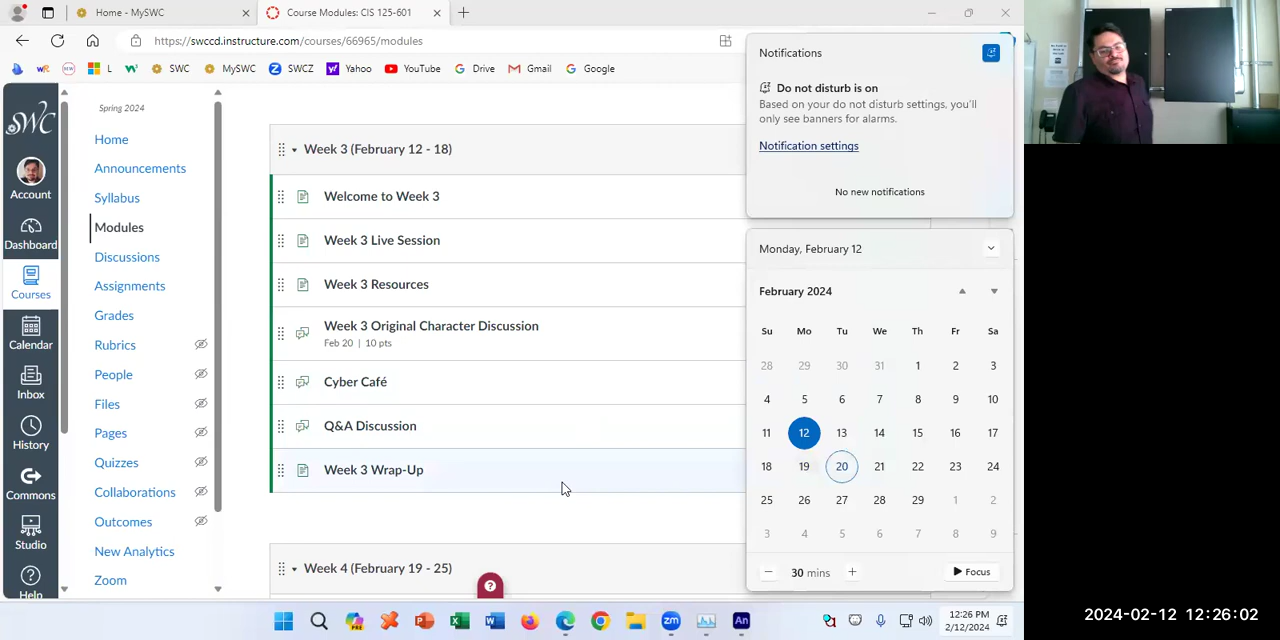 Home - MySWC
Course Modules: CIS 125-601
https://swccd.instructure.com/courses/66965/modules
L
SWC
MySWC
SWCZ
Drive
Gmail
Google
SWC
Account
Dashboard
Courses
Calendar
Inbox
History
Commons
Studio
Help
Spring 2024
Home
Announcements
Syllabus
Modules
Discussions
Assignments
Grades
Rubrics
People
Files
Pages
Quizzes
Collaborations
Outcomes
New Analytics
Zoom
Week 3 (February 12 - 18)
Welcome to Week 3
Week 3 Live Session
Week 3 Resources
Week 3 Original Character Discussion
Feb 20 | 10 pts
Cyber Café
Q&A Discussion
Week 3 Wrap-Up
Week 4 (February 19 - 25)
Notifications
Do not disturb is on
Based on your do not disturb settings, you'll
only see banners for alarms.
Notification settings
No new notifications
Monday, February 12
February 2024
Su Mo Tu We Th Fr Sa
28 29 30 31 1 2 3
4 5 6 7 8 9 10
11 12 13 14 15 16 17
18 19 20 21 22 23 24
25 26 27 28 29 1 2
3 4 5 6 7 8 9
30 mins
Focus
12:26 PM
2/12/2024
2024-02-12 12:26:02